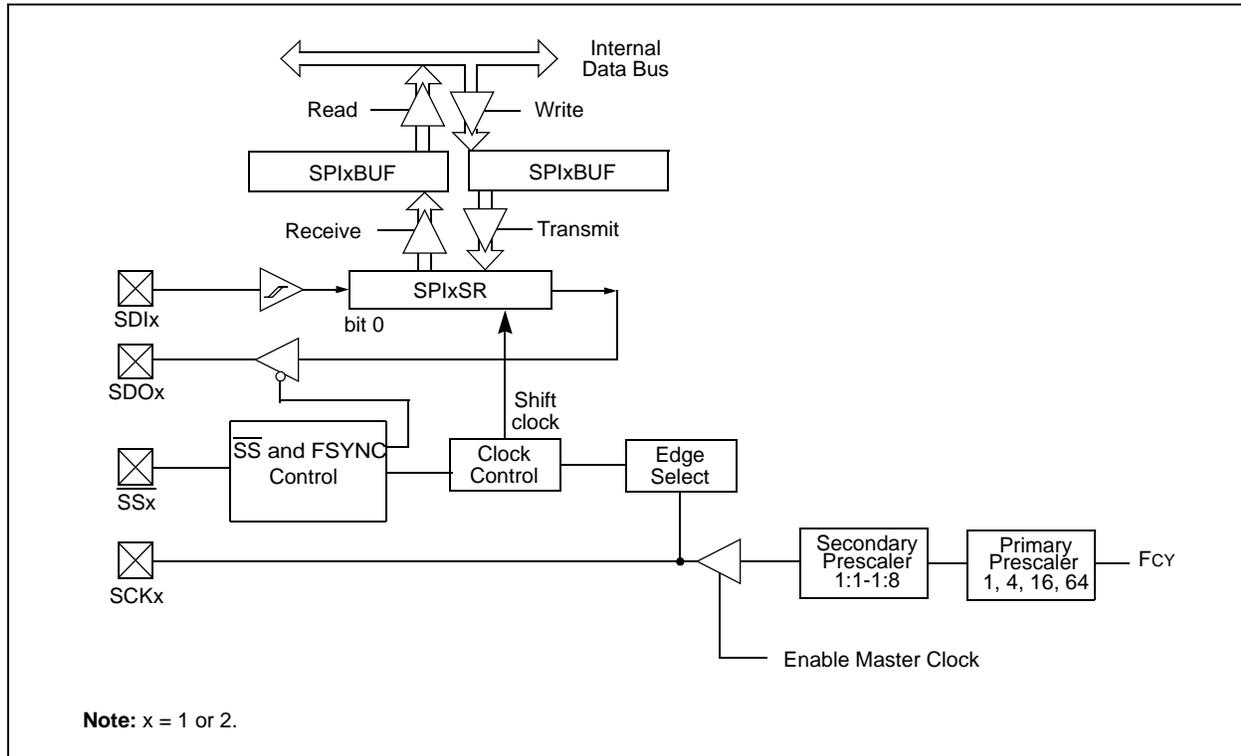 Internal
Data Bus
Read
Write
SPIxBUF
SPIxBUF
Receive
Transmit
SDIx
SPIxSR
bit 0
SDOx
Shift
clock
SS and FSYNC
Control
Clock
Control
Edge
Select
SSx
SCKx
Secondary
Prescaler
1:1-1:8
Primary
Prescaler
1, 4, 16, 64
FCY
Enable Master Clock
Note: x = 1 or 2.